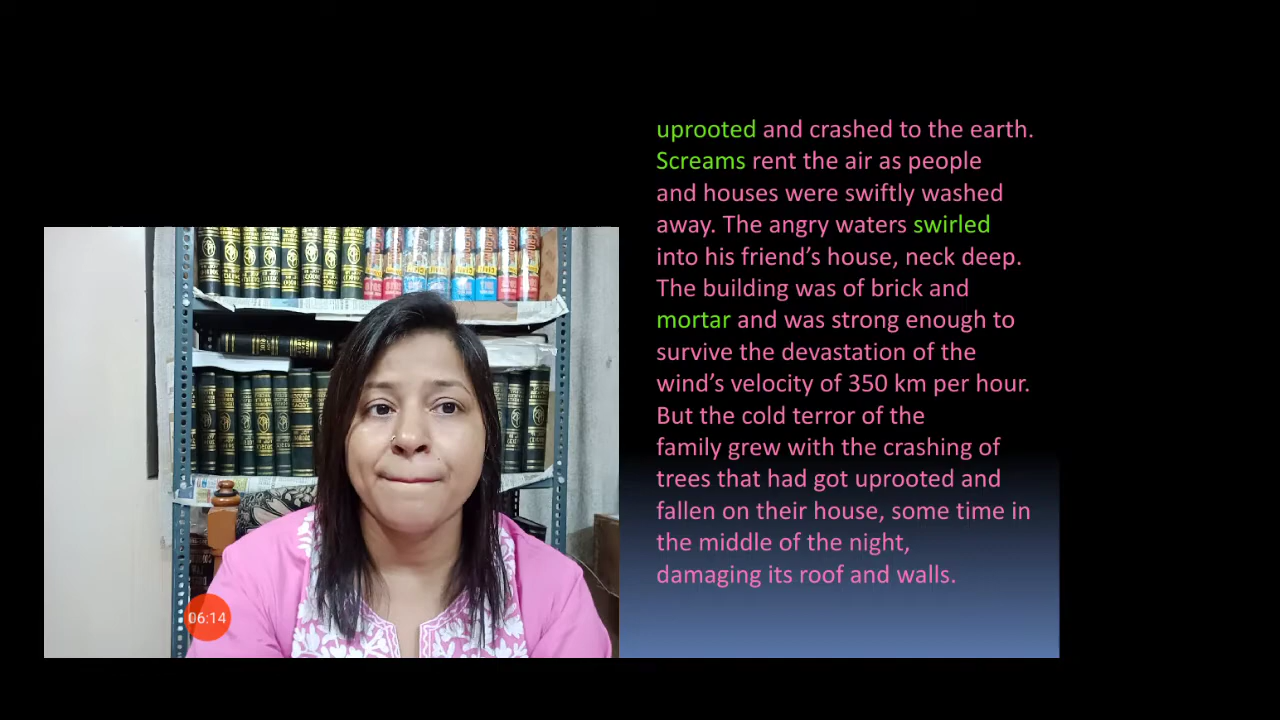 uprooted and crashed to the earth.
Screams rent the air as people
and houses were swiftly washed
away. The angry waters swirled
into his friend’s house, neck deep.
The building was of brick and
mortar and was strong enough to
survive the devastation of the
wind’s velocity of 350 km per hour.
But the cold terror of the
family grew with the crashing of
trees that had got uprooted and
fallen on their house, some time in
the middle of the night,
damaging its roof and walls.
06:14